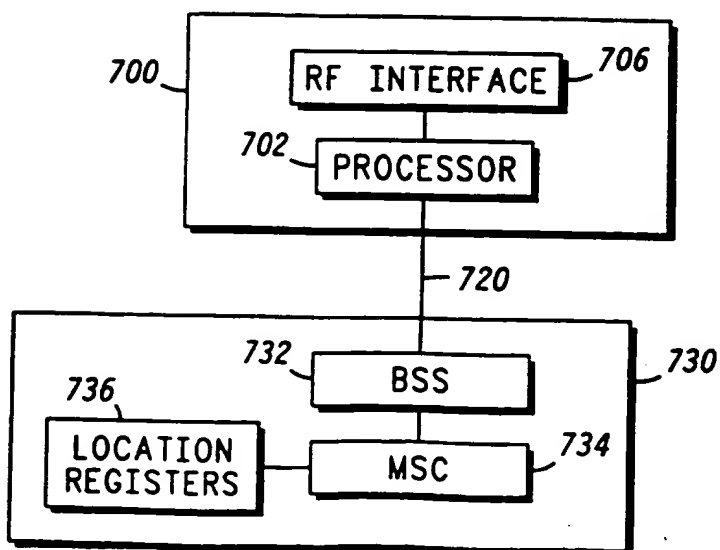 700
RF INTERFACE
706
702
PROCESSOR
720
732
BSS
730
736
LOCATION
REGISTERS
MSC
734